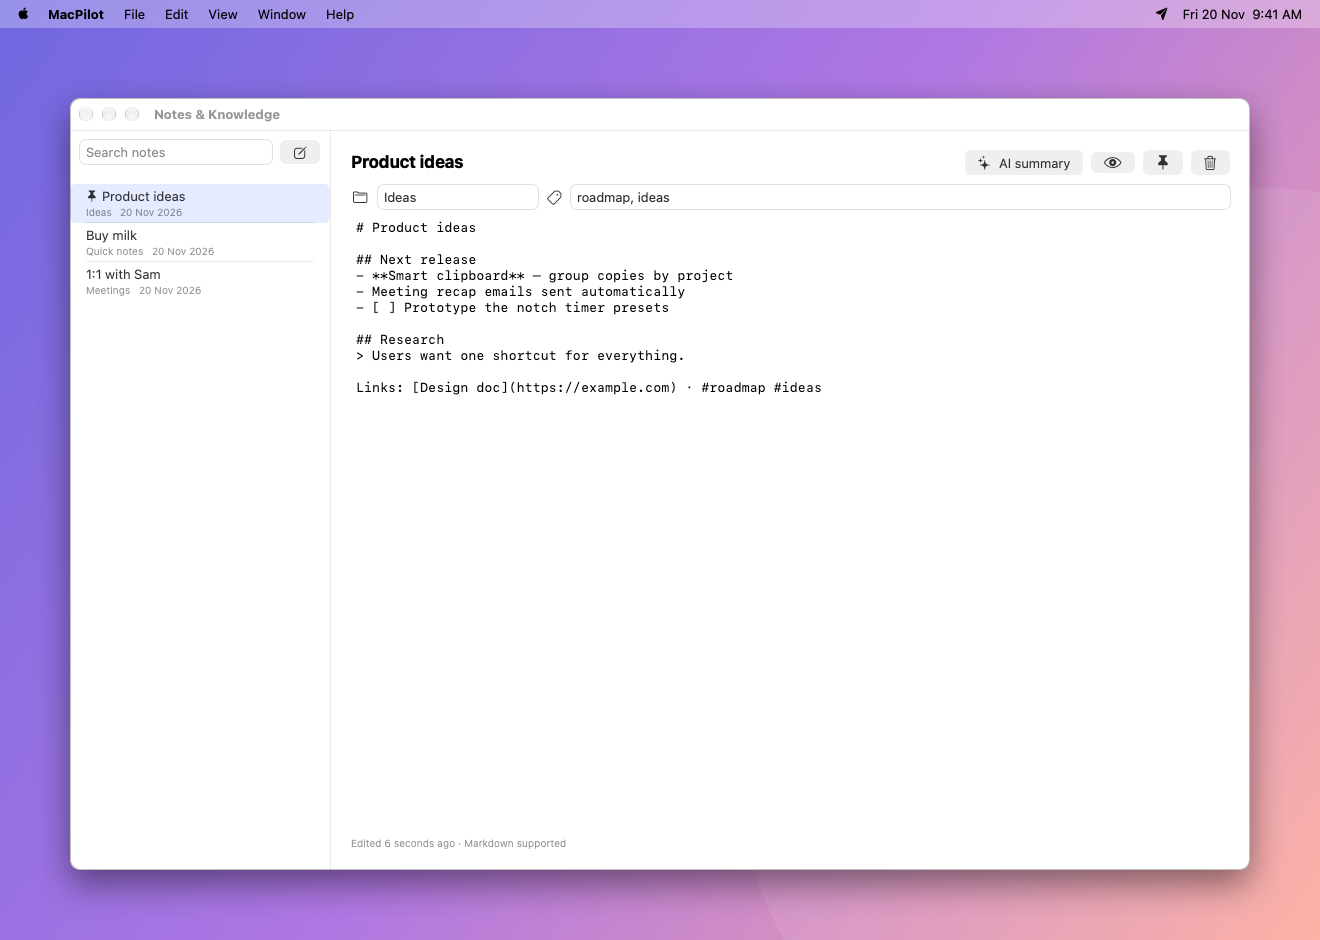 MacPilot File Edit View Window Help Fri 20 Nov 9:41 AM
Notes & Knowledge
Search notes
Product ideas
Ideas 20 Nov 2026
Buy milk
Quick notes 20 Nov 2026
1:1 with Sam
Meetings 20 Nov 2026
Product ideas
AI summary
Ideas
roadmap, ideas
# Product ideas
## Next release
- **Smart clipboard** — group copies by project
- Meeting recap emails sent automatically
- [ ] Prototype the notch timer presets
## Research
> Users want one shortcut for everything.
Links: [Design doc](https://example.com) · #roadmap #ideas
Edited 6 seconds ago · Markdown supported